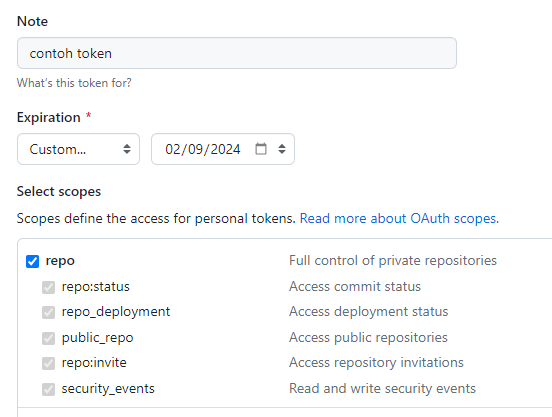 Note
contoh token
What's this token for?
Expiration *
Custom... 02/09/2024
Select scopes
Scopes define the access for personal tokens. Read more about OAuth scopes.
repo Full control of private repositories
repo:status Access commit status
repo_deployment Access deployment status
public_repo Access public repositories
repo:invite Access repository invitations
security_events Read and write security events